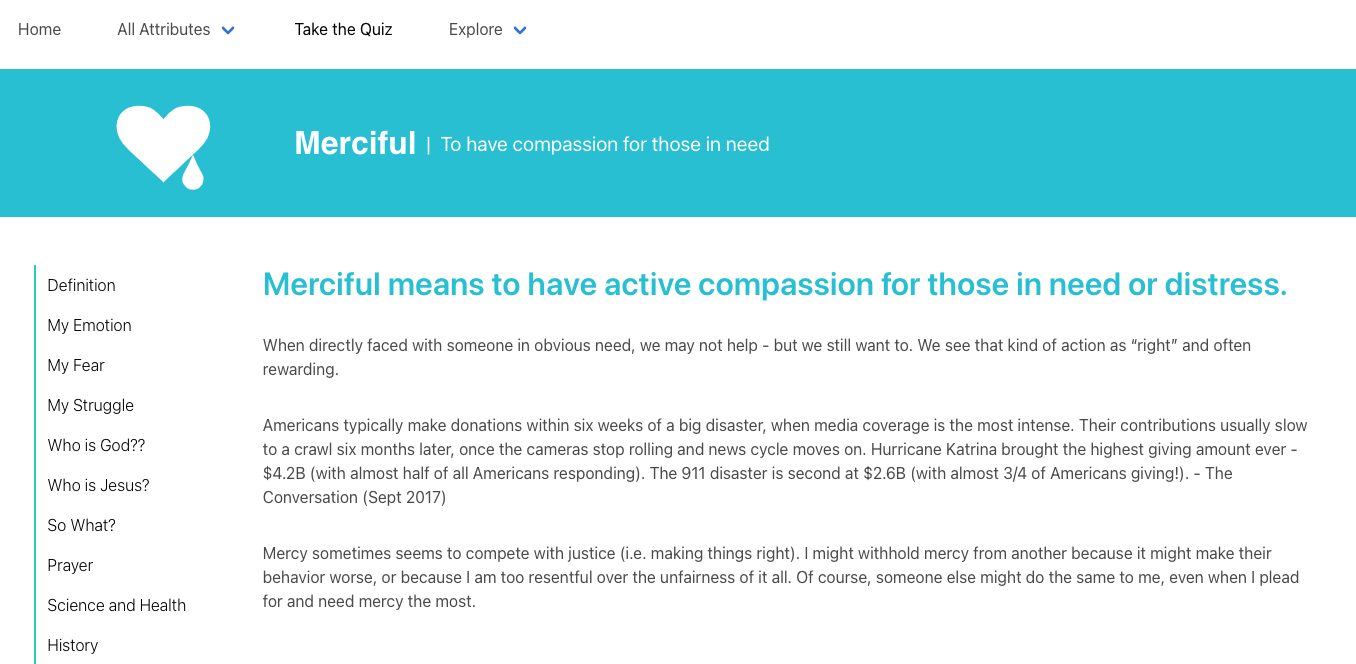 Home
All Attributes
Take the Quiz
Explore
Merciful | To have compassion for those in need
Definition
My Emotion
My Fear
My Struggle
Who is God??
Who is Jesus?
So What?
Prayer
Science and Health
History
Merciful means to have active compassion for those in need or distress.
When directly faced with someone in obvious need, we may not help - but we still want to. We see that kind of action as “right” and often
rewarding.
Americans typically make donations within six weeks of a big disaster, when media coverage is the most intense. Their contributions usually slow
to a crawl six months later, once the cameras stop rolling and news cycle moves on. Hurricane Katrina brought the highest giving amount ever -
$4.2B (with almost half of all Americans responding). The 911 disaster is second at $2.6B (with almost 3/4 of Americans giving!). - The
Conversation (Sept 2017)
Mercy sometimes seems to compete with justice (i.e. making things right). I might withhold mercy from another because it might make their
behavior worse, or because I am too resentful over the unfairness of it all. Of course, someone else might do the same to me, even when I plead
for and need mercy the most.